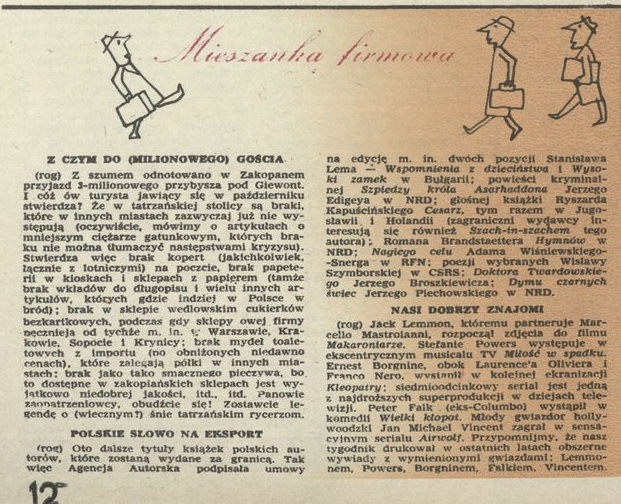 Mieszanka firmowa
Z CZYM DO (MILIONOWEGO) GOŚCIA
(rog) Z szumem odnotowano w Zakopanem
przyjazd 3-milionowego przybysza pod Giewont.
I cóż ów turysta jawiący się w październiku
stwierdza? Że w tatrzańskiej stolicy są braki,
które w innych miastach zazwyczaj już nie wy-
stępują (oczywiście, mówimy o artykułach o
mniejszym ciężarze gatunkowym, których bra-
ku nie można tłumaczyć następstwami kryzysu).
Stwierdza więc brak kopert (jakichkolwiek,
łącznie z lotniczymi) na poczcie, brak papete-
rii w kioskach i sklepach z papierem (tamże
brak wkładów do długopisu i wielu innych ar-
tykułów, których gdzie indziej w Polsce w
bród); brak w sklepie wedlowskim cukierków
bezkartkowych, podczas gdy sklepy owej firmy
nęcznieja od tychże m. in. w Warszawie, Kra-
kowie, Sopocie i Krynicy; brak mydeł toale-
towych z importu (po obniżonych niedawno
cenach), które zalegają półki w innych mia-
stach; brak jako tako smacznego pieczywa, bo
to dostępne w zakopiańskich sklepach jest wy-
jątkowo niedobrej jakości, itd., itd. Panowie
zaopatrzeniowcy, obudźcie się! Zostawcie le-
gendę o (wiecznym?) śnie tatrzańskim rycerzom.
POLSKIE SŁOWO NA EKSPORT
(rog) Oto dalsze tytuły książek polskich au-
torów, które zostaną wydane za granicą. Tak
więc Agencja Autorska podpisała umowy
na edycję m. in. dwóch pozycji Stanisława
Lema — Wspomnienia z dzieciństwa i Wyso-
ki zamek w Bułgarii; powieści kryminal-
nej Szpiedzy króla Asarhaddona Jerzego
Edigeya w NRD; głośnej książki Ryszarda
Kapuścińskiego Cesarz, tym razem w Jugo-
sławii i Holandii (zagraniczni wydawcy in-
teresują się również Szach-in-szachem tego
autora); Romana Brandstaettera Hymnów w
NRD; Nagiego celu Adama Wiśniewskiego-
-Snerga w RFN; poezji wybranych Wisławy
Szymborskiej w CSRS; Doktora Twardowskie-
go Jerzego Broszkiewicza; Dymu czarnych
świec Jerzego Piechowskiego w NRD.
NASI DOBRZY ZNAJOMI
(rog) Jack Lemmon, któremu partneruje Mar-
cello Mastroianni, rozpoczął zdjęcia do filmu
Makaroniarze. Stefanie Powers występuje w
ekscentrycznym musicalu TV Miłość w spadku.
Ernest Borgnine, obok Laurence'a Oliviera i
Franco Nero, wystąpił w kolejnej ekranizacji
Kleopatry; siedmioodcinkowy serial jest jedną
z najdroższych superprodukcji w dziejach tele-
wizji. Peter Falk (eks-Columbo) wystąpił w
komedii Wielki kłopot. Młody gwiazdor holly-
woodzki Jan Michael Vincent zagrał w sensa-
cyjnym serialu Airwolf. Przypomnijmy, że nasz
tygodnik drukował w ostatnich latach obszerne
wywiady z wymienionymi gwiazdami: Lemmo-
nem, Powers, Borgninem, Falkiem, Vincentem.
12